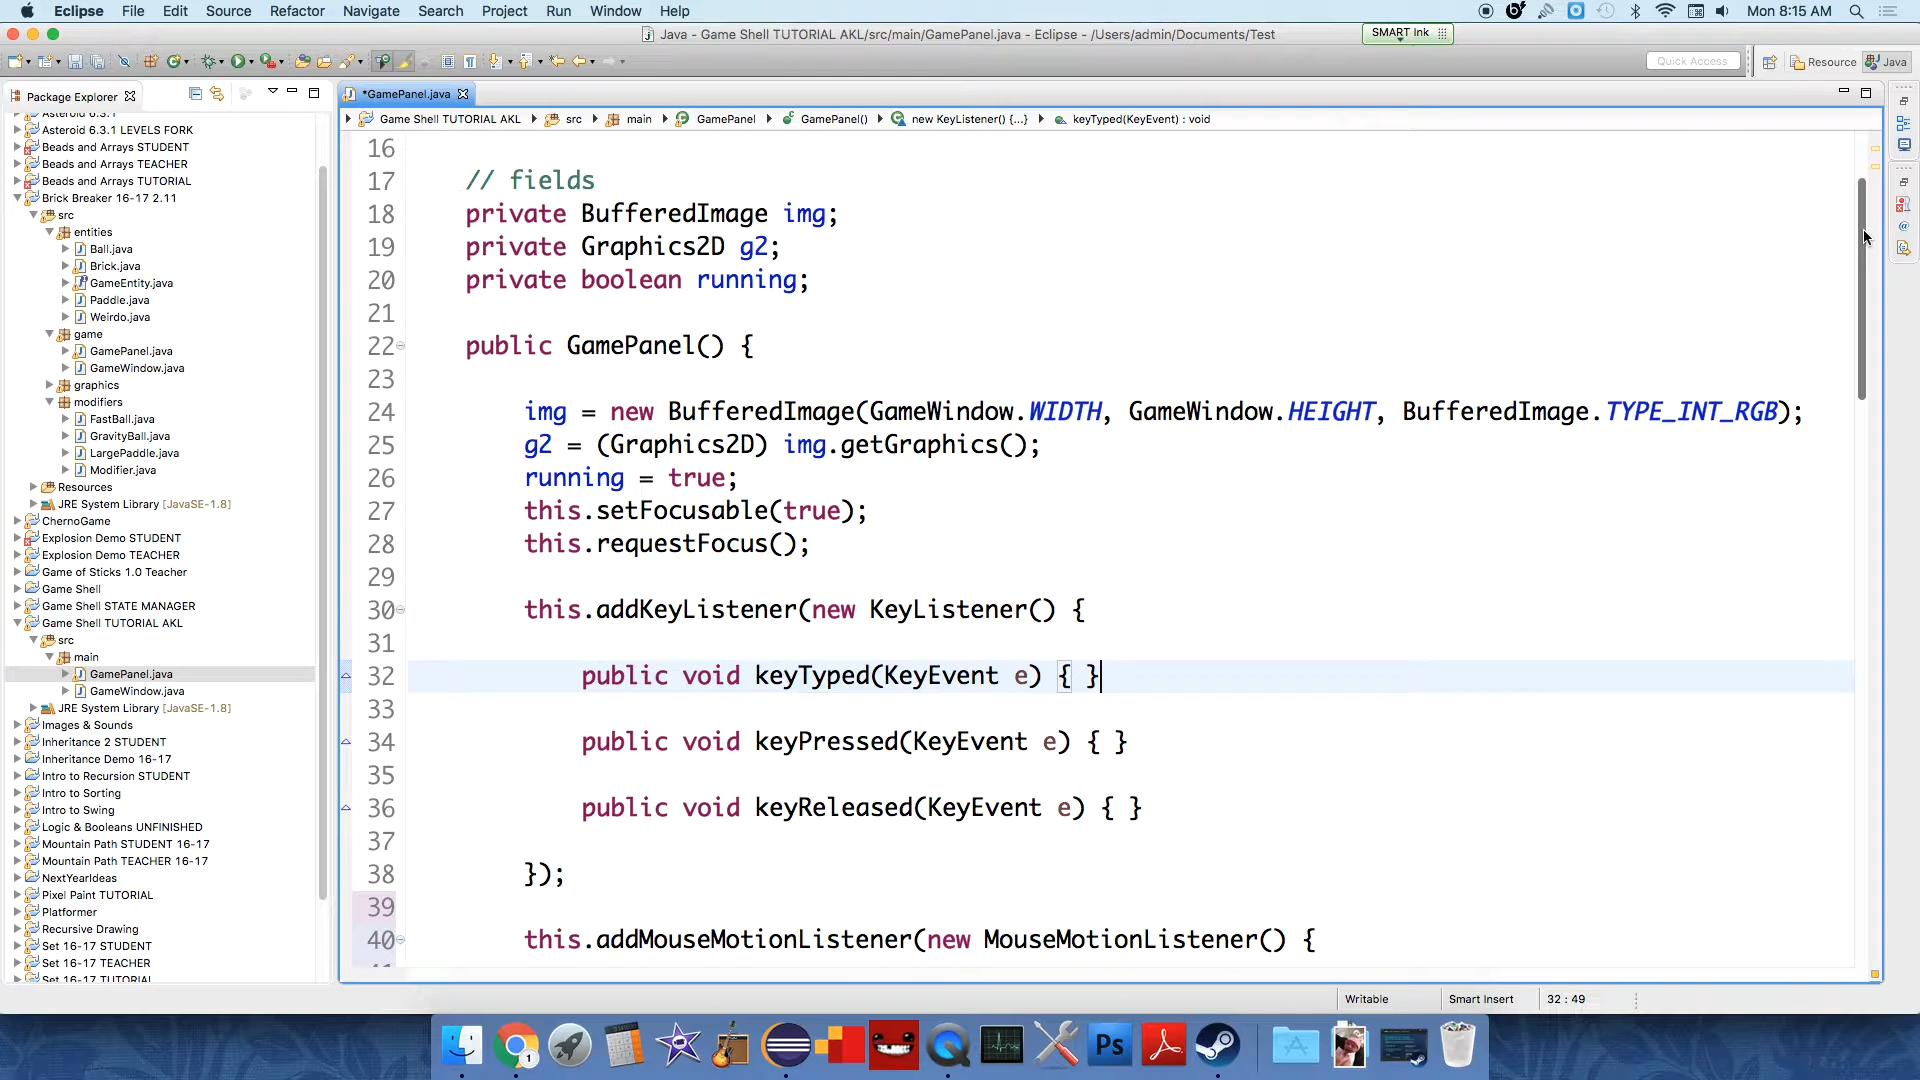 Eclipse File Edit Source Refactor Navigate Search Project Run Window Help Mon 8:15 AM
Java - Game Shell TUTORIAL AKL/src/main/GamePanel.java - Eclipse - /Users/admin/Documents/Test SMART Ink
Quick Access Resource Java
Package Explorer
*GamePanel.java
Game Shell TUTORIAL AKL src main GamePanel GamePanel() new KeyListener() {...} keyTyped(KeyEvent) : void
Asteroid 6.3.1
Asteroid 6.3.1 LEVELS FORK
Beads and Arrays STUDENT
Beads and Arrays TEACHER
Beads and Arrays TUTORIAL
Brick Breaker 16-17 2.11
src
entities
Ball.java
Brick.java
GameEntity.java
Paddle.java
Weirdo.java
game
GamePanel.java
GameWindow.java
graphics
modifiers
FastBall.java
GravityBall.java
LargePaddle.java
Modifier.java
Resources
JRE System Library [JavaSE-1.8]
ChernoGame
Explosion Demo STUDENT
Explosion Demo TEACHER
Game of Sticks 1.0 Teacher
Game Shell
Game Shell STATE MANAGER
Game Shell TUTORIAL AKL
src
main
GamePanel.java
GameWindow.java
JRE System Library [JavaSE-1.8]
Images & Sounds
Inheritance 2 STUDENT
Inheritance Demo 16-17
Intro to Recursion STUDENT
Intro to Sorting
Intro to Swing
Logic & Booleans UNFINISHED
Mountain Path STUDENT 16-17
Mountain Path TEACHER 16-17
NextYearIdeas
Pixel Paint TUTORIAL
Platformer
Recursive Drawing
Set 16-17 STUDENT
Set 16-17 TEACHER
Set 16-17 TUTORIAL
16
17 // fields
18 private BufferedImage img;
19 private Graphics2D g2;
20 private boolean running;
21
22 public GamePanel() {
23
24 img = new BufferedImage(GameWindow.WIDTH, GameWindow.HEIGHT, BufferedImage.TYPE_INT_RGB);
25 g2 = (Graphics2D) img.getGraphics();
26 running = true;
27 this.setFocusable(true);
28 this.requestFocus();
29
30 this.addKeyListener(new KeyListener() {
31
32 public void keyTyped(KeyEvent e) { }
33
34 public void keyPressed(KeyEvent e) { }
35
36 public void keyReleased(KeyEvent e) { }
37
38 });
39
40 this.addMouseMotionListener(new MouseMotionListener() {
Writable Smart Insert 32 : 49
1
Ps